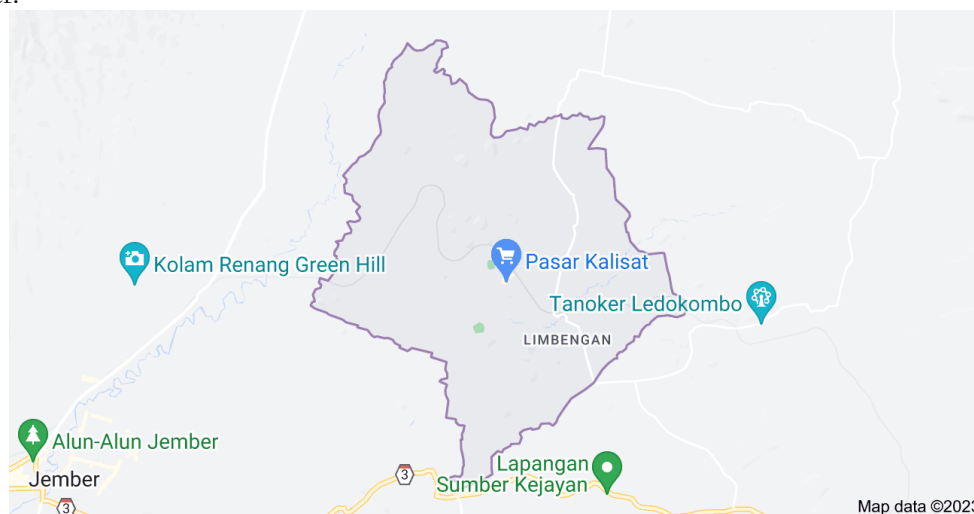 Kolam Renang Green Hill
Pasar Kalisat
Tanoker Ledokombo
LIMBENGAN
Alun-Alun Jember
Lapangan
Sumber Kejayan
3
Jember
3
Map data ©2023